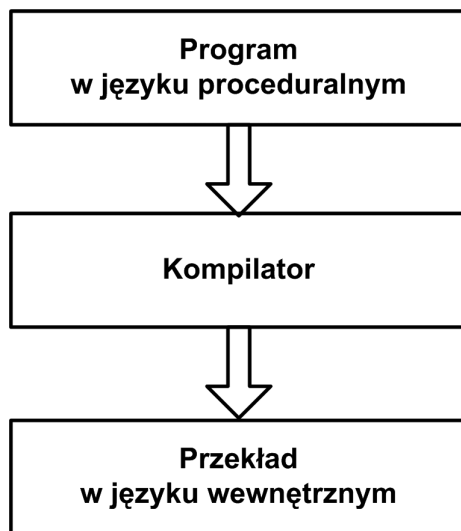 Program
w języku proceduralnym
Kompilator
Przekład
w języku wewnętrznym